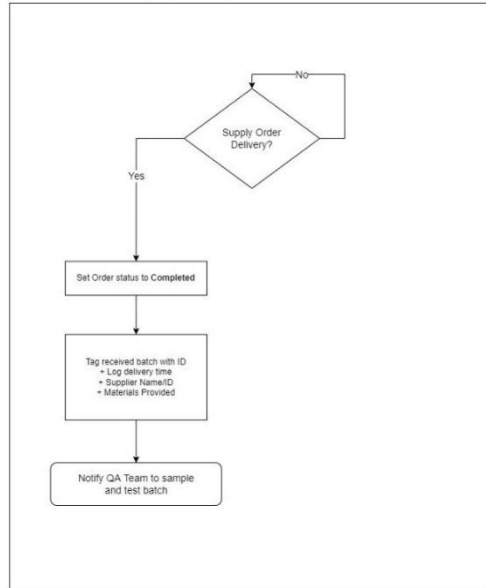 No
Supply Order
Delivery?
Yes
Set Order status to Completed
Tag received batch with ID
+ Log delivery time
+ Supplier Name/ID
+ Materials Provided
Notify QA Team to sample
and test batch